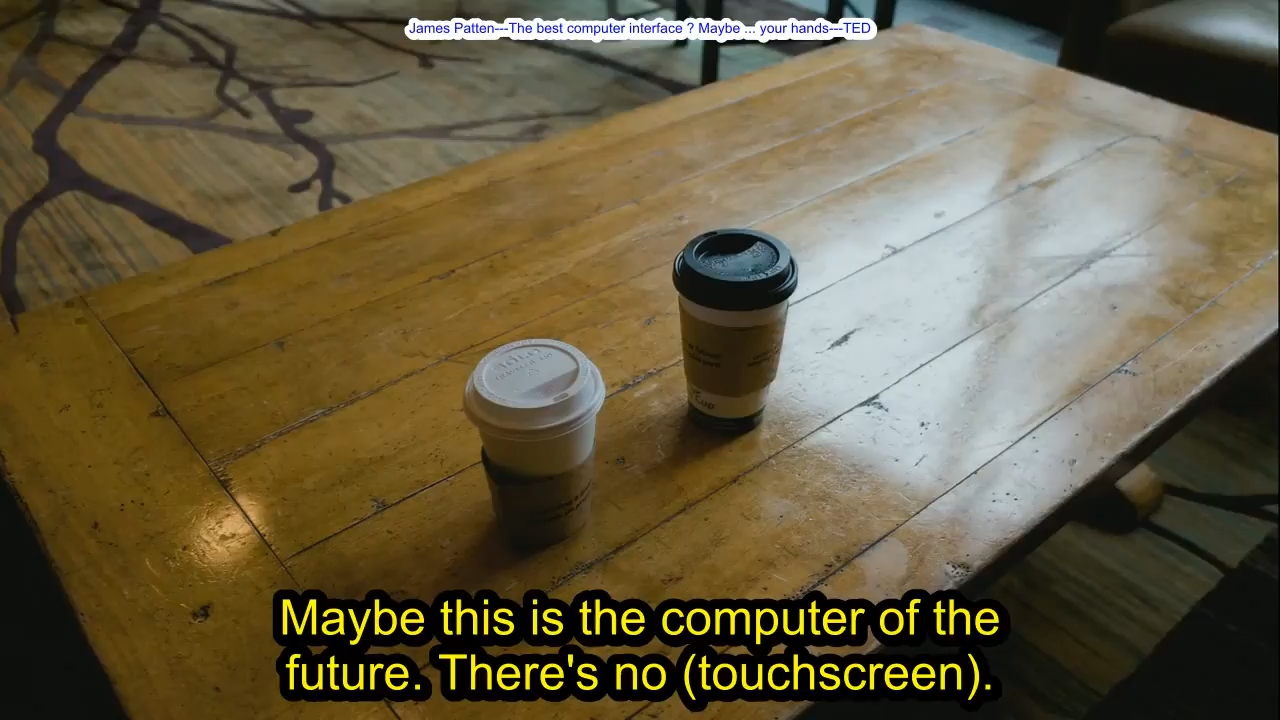 James Patten---The best computer interface ? Maybe ... your hands---TED
Maybe this is the computer of the
future. There's no (touchscreen).